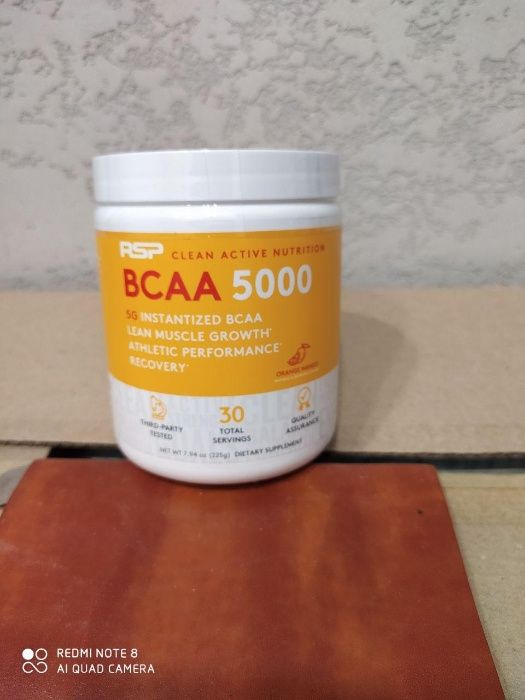 RSP CLEAN ACTIVE NUTRITION
BCAA 5000
5G INSTANTIZED BCAA
LEAN MUSCLE GROWTH*
ATHLETIC PERFORMANCE*
RECOVERY*
ORANGE MANGO
THIRD-PARTY
TESTED
30
TOTAL
SERVINGS
QUALITY
ASSURANCE
NET WT 7.94 oz (225g) DIETARY SUPPLEMENT
REDMI NOTE 8
AI QUAD CAMERA